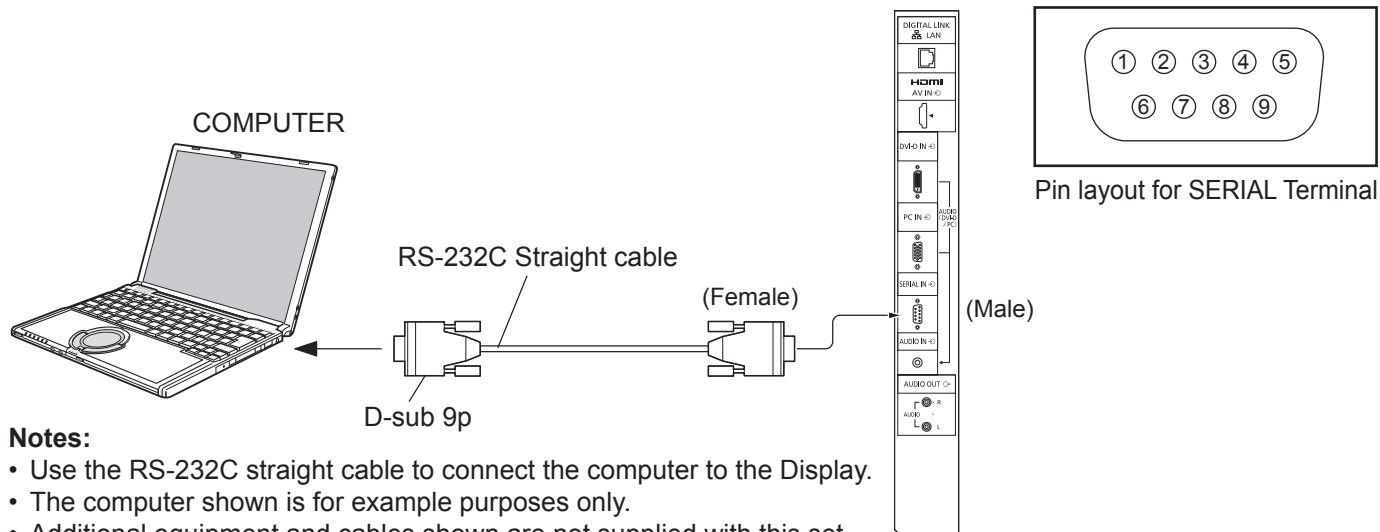 COMPUTER
RS-232C Straight cable
(Female)
D-sub 9p
DIGITAL LINK
LAN
HDMI
AV IN
DVI-D IN
PC IN
AUDIO
(DVI-D
/ PC)
SERIAL IN
(Male)
AUDIO IN
AUDIO OUT
R
AUDIO
L
① ② ③ ④ ⑤
⑥ ⑦ ⑧ ⑨
Pin layout for SERIAL Terminal
Notes:
• Use the RS-232C straight cable to connect the computer to the Display.
• The computer shown is for example purposes only.
• Additional equipment and cables shown are not supplied with this set.